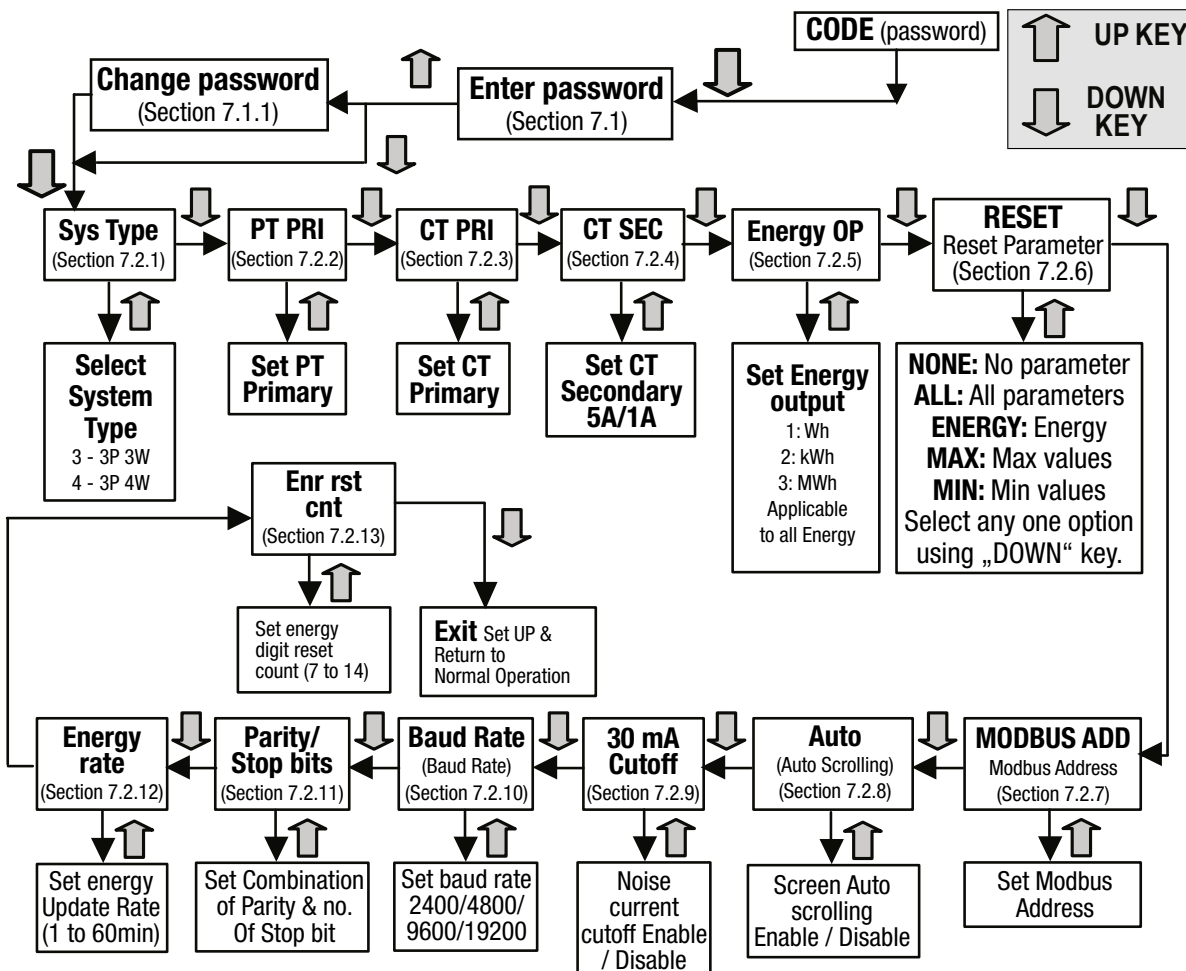 CODE (password)
UP KEY
DOWN
KEY
Change password
(Section 7.1.1)
Enter password
(Section 7.1)
Sys Type
(Section 7.2.1)
PT PRI
(Section 7.2.2)
CT PRI
(Section 7.2.3)
CT SEC
(Section 7.2.4)
Energy OP
(Section 7.2.5)
RESET
Reset Parameter
(Section 7.2.6)
Select
System
Type
3 - 3P 3W
4 - 3P 4W
Set PT
Primary
Set CT
Primary
Set CT
Secondary
5A/1A
Set Energy
output
1: Wh
2: kWh
3: MWh
Applicable
to all Energy
NONE: No parameter
ALL: All parameters
ENERGY: Energy
MAX: Max values
MIN: Min values
Select any one option
using „DOWN“ key.
Enr rst
cnt
(Section 7.2.13)
Set energy
digit reset
count (7 to 14)
Exit Set UP &
Return to
Normal Operation
Energy
rate
(Section 7.2.12)
Parity/
Stop bits
(Section 7.2.11)
Baud Rate
(Baud Rate)
(Section 7.2.10)
30 mA
Cutoff
(Section 7.2.9)
Auto
(Auto Scrolling)
(Section 7.2.8)
MODBUS ADD
Modbus Address
(Section 7.2.7)
Set energy
Update Rate
(1 to 60min)
Set Combination
of Parity & no.
Of Stop bit
Set baud rate
2400/4800/
9600/19200
Noise
current
cutoff Enable
/ Disable
Screen Auto
scrolling
Enable / Disable
Set Modbus
Address